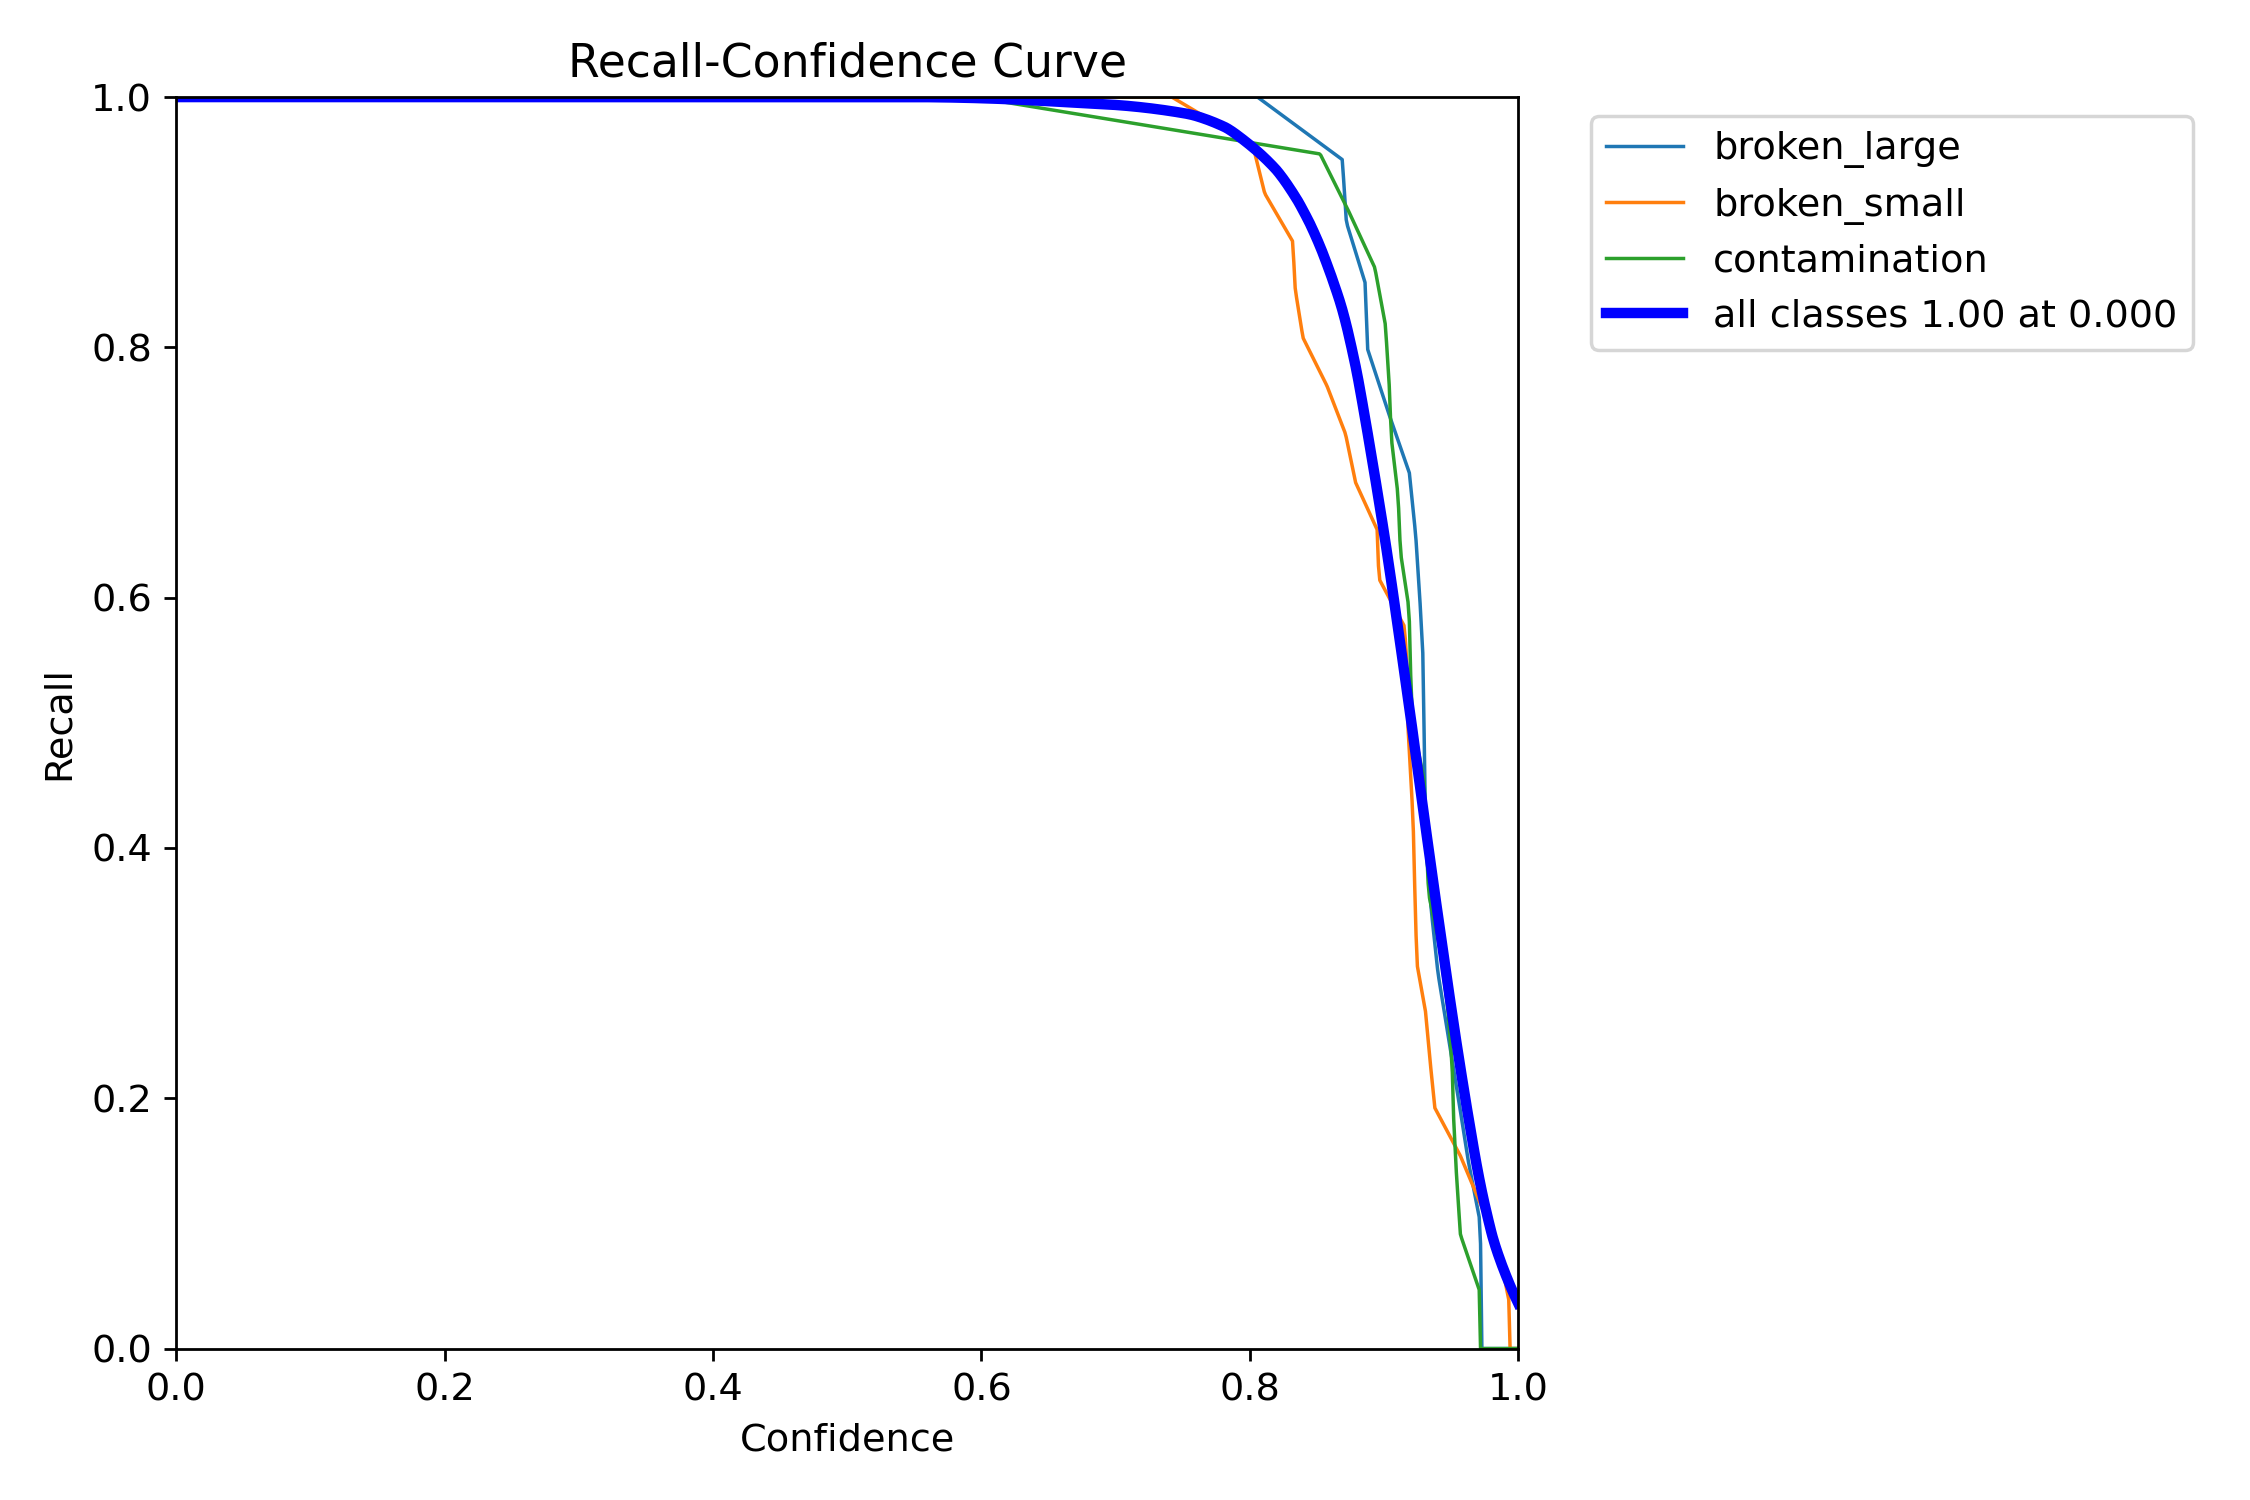 Recall-Confidence Curve
1.0
0.8
0.6
0.4
0.2
0.0
Recall
0.0 0.2 0.4 0.6 0.8 1.0
Confidence
broken_large
broken_small
contamination
all classes 1.00 at 0.000